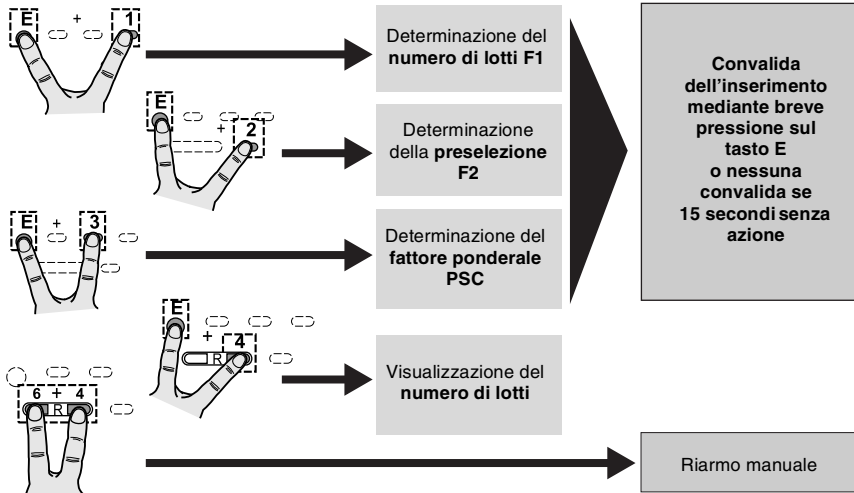 E + 1
Determinazione del
numero di lotti F1
E
+ 2
Determinazione
della preselezione
F2
E + 3
Determinazione del
fattore ponderale
PSC
Convalida
dell'inserimento
mediante breve
pressione sul
tasto E
o nessuna
convalida se
15 secondi senza
azione
E
+ 4
R
Visualizzazione del
numero di lotti
6 + 4
R
Riarmo manuale